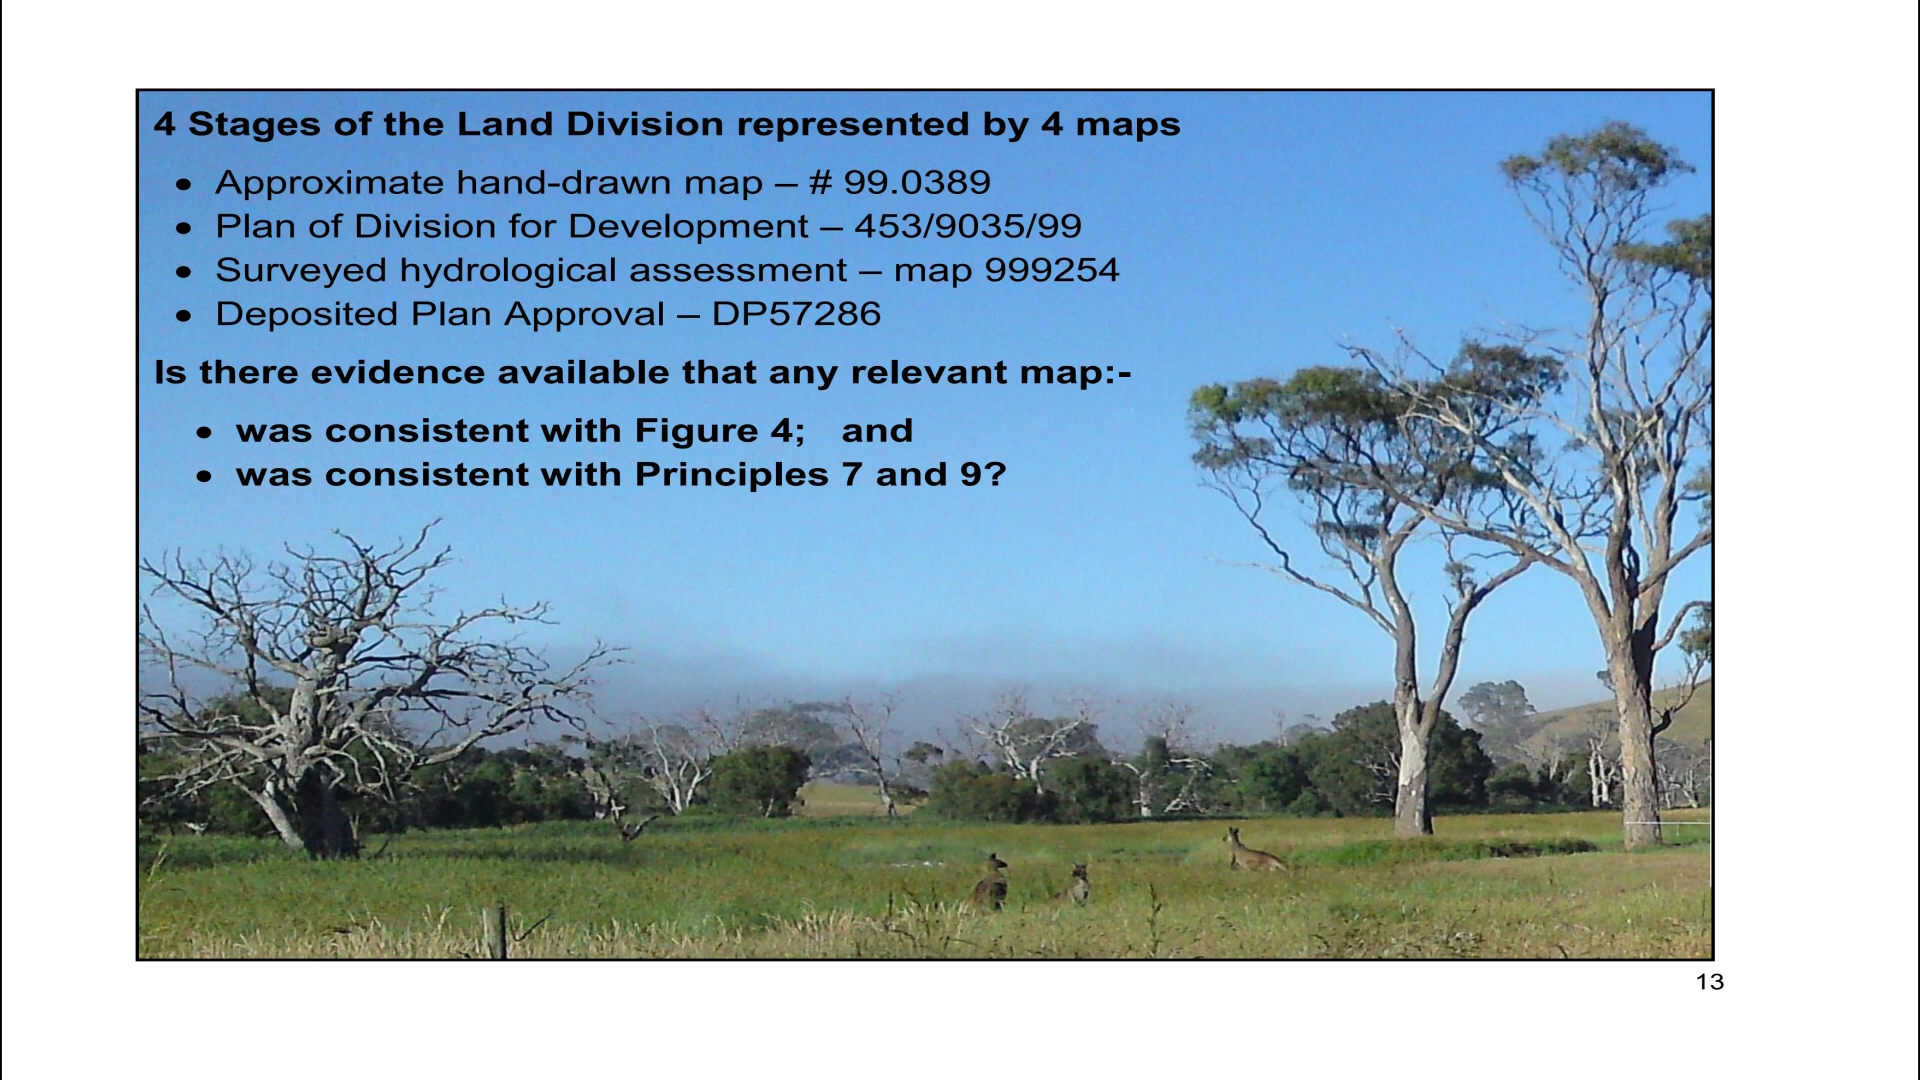 4 Stages of the Land Division represented by 4 maps
• Approximate hand-drawn map – # 99.0389
• Plan of Division for Development – 453/9035/99
• Surveyed hydrological assessment – map 999254
• Deposited Plan Approval – DP57286
Is there evidence available that any relevant map:-
• was consistent with Figure 4; and
• was consistent with Principles 7 and 9?
13